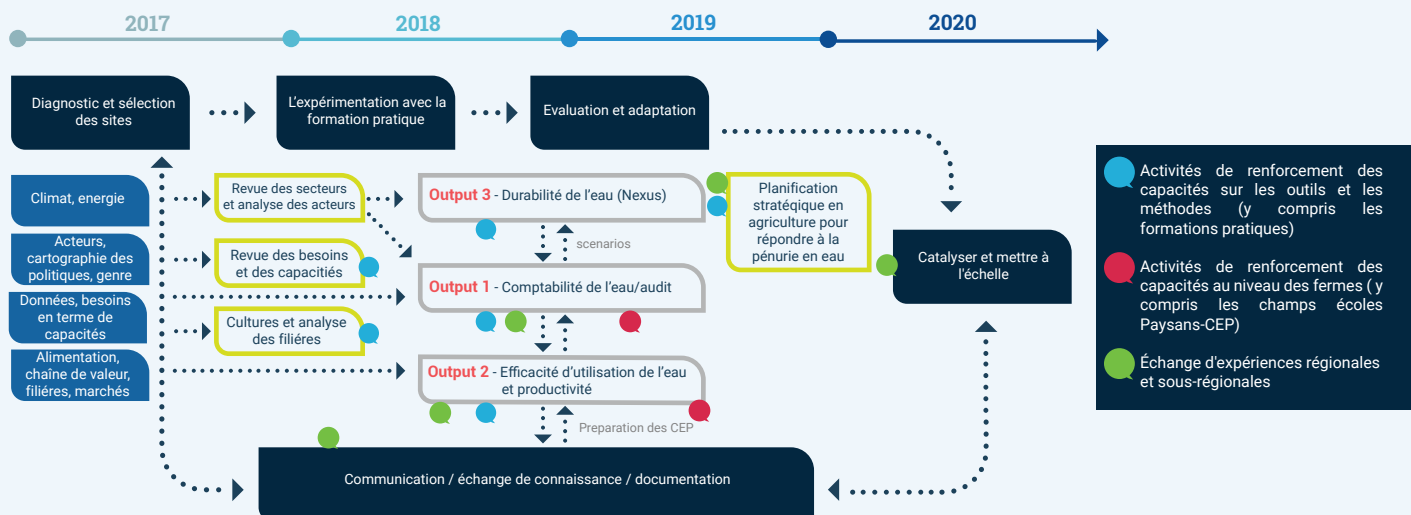 2017
2018
2019
2020
Diagnostic et sélection
des sites
L'expérimentation avec la
formation pratique
Evaluation et adaptation
Climat, energie
Acteurs,
cartographie des
politiques, genre
Données, besoins
en terme de
capacités
Alimentation,
chaîne de valeur,
filiéres, marchés
Revue des secteurs
et analyse des acteurs
Revue des besoins
et des capacitiés
Cultures et analyse
des filiéres
Output 3 - Durabilité de l'eau (Nexus)
scenarios
Output 1 - Comptabilité de l'eau/audit
Output 2 - Efficacité d'utilisation de l'eau
et productivité
Preparation des CEP
Planification
stratégique en
agriculture pour
répondre à la
pénurie en eau
Catalyser et mettre à
l'échelle
Communication / échange de connaissance / documentation
Activités de renforcement des
capacités sur les outils et les
méthodes (y compris les
formations pratiques)
Activités de renforcement des
capacités au niveau des fermes ( y
compris les champs écoles
Paysans-CEP)
Échange d'expériences régionales
et sous-régionales